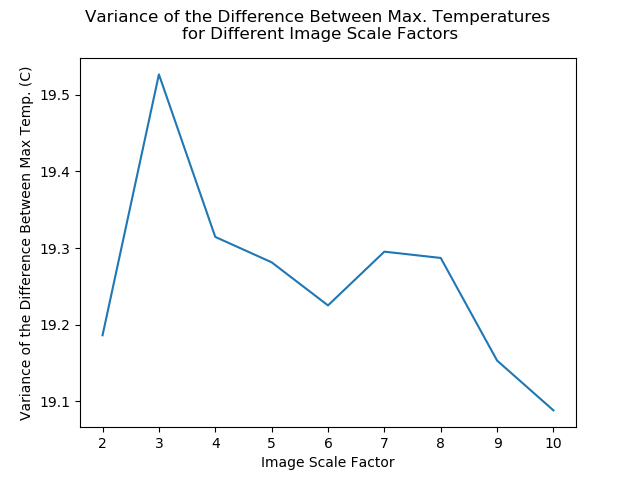 Variance of the Difference Between Max. Temperatures
for Different Image Scale Factors
Variance of the Difference Between Max Temp. (C)
19.5
19.4
19.3
19.2
19.1
2 3 4 5 6 7 8 9 10
Image Scale Factor